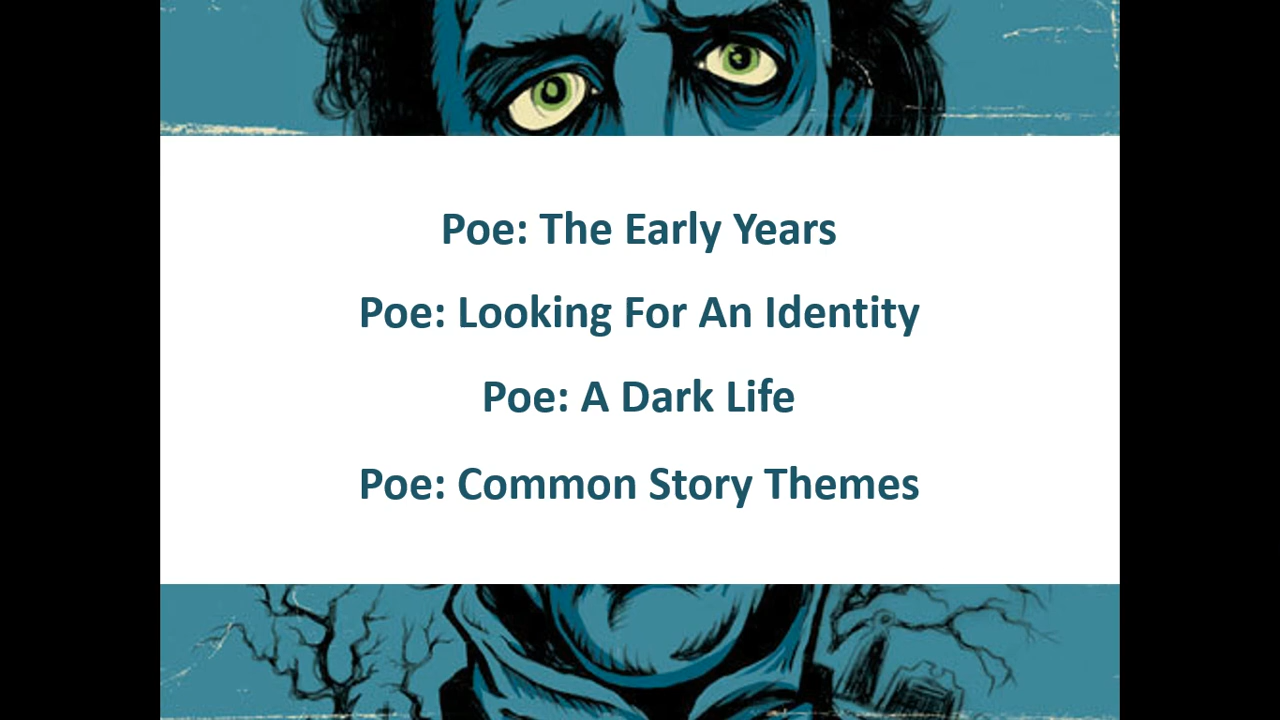 Poe: The Early Years
Poe: Looking For An Identity
Poe: A Dark Life
Poe: Common Story Themes